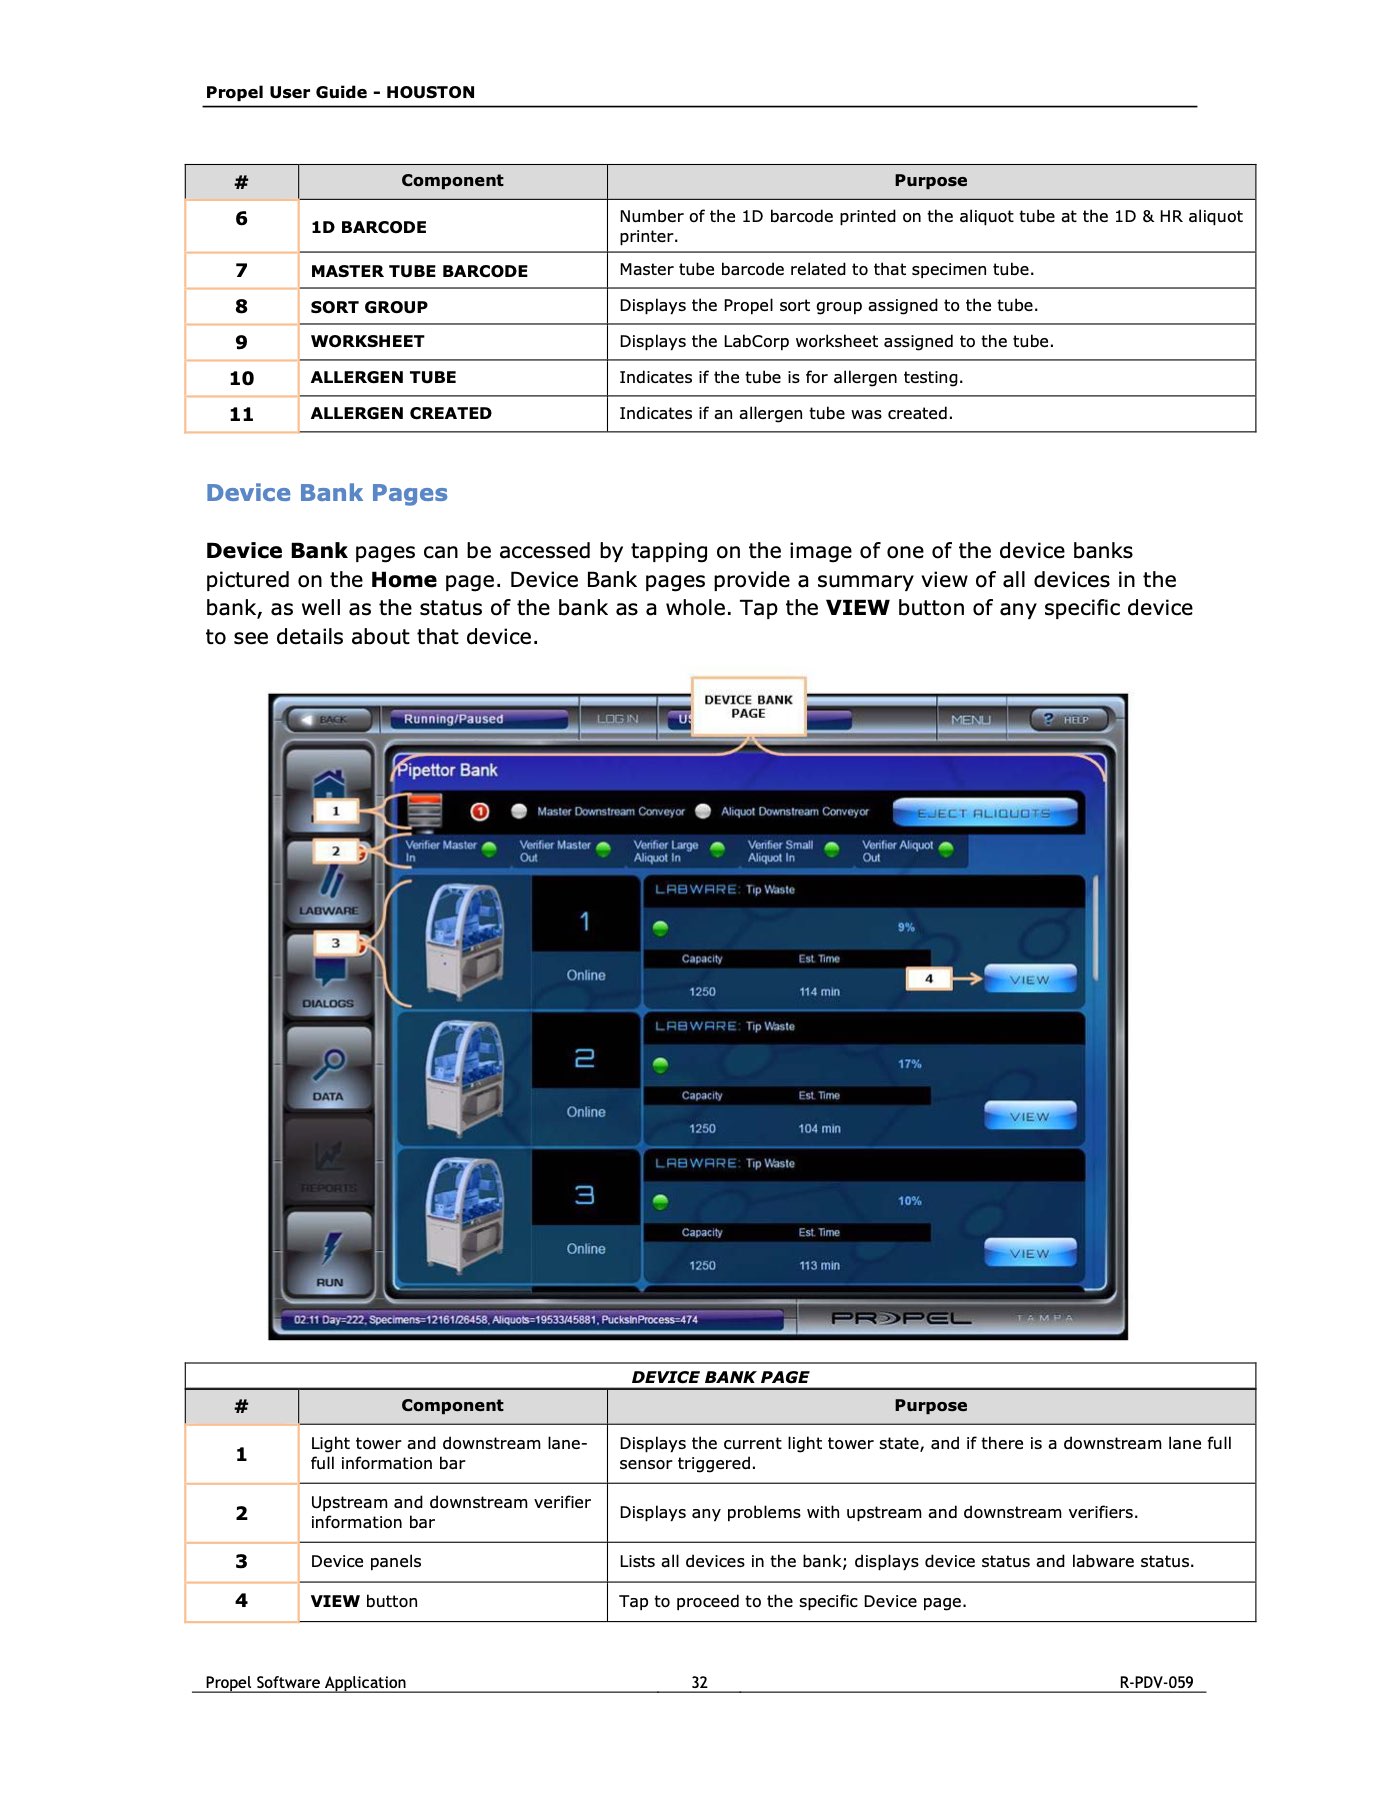 Propel User Guide - HOUSTON
# Component Purpose
6 1D BARCODE Number of the 1D barcode printed on the aliquot tube at the 1D & HR aliquot
printer.
7 MASTER TUBE BARCODE Master tube barcode related to that specimen tube.
8 SORT GROUP Displays the Propel sort group assigned to the tube.
9 WORKSHEET Displays the LabCorp worksheet assigned to the tube.
10 ALLERGEN TUBE Indicates if the tube is for allergen testing.
11 ALLERGEN CREATED Indicates if an allergen tube was created.
Device Bank Pages
Device Bank pages can be accessed by tapping on the image of one of the device banks
pictured on the Home page. Device Bank pages provide a summary view of all devices in the
bank, as well as the status of the bank as a whole. Tap the VIEW button of any specific device
to see details about that device.
DEVICE BANK
PAGE
BACK Running/Paused LOG IN MENU ? HELP
Pipettor Bank
1 1 Master Downstream Conveyor Aliquot Downstream Conveyor EJECT ALIQUOTS
2 Verifier Master In Verifier Master Out Verifier Large Aliquot In Verifier Small Aliquot In Verifier Aliquot Out
LABWARE
3
DIALOGS
DATA
REPORTS
RUN
1 LABWARE: Tip Waste
9%
Online Capacity Est. Time
1250 114 min
4 VIEW
2 LABWARE: Tip Waste
17%
Online Capacity Est. Time
1250 104 min
VIEW
3 LABWARE: Tip Waste
10%
Online Capacity Est. Time
1250 113 min
VIEW
02:11 Day=222, Specimens=12161/26458, Aliquots=19533/45881, PucksInProcess=474 PROPEL TAMPA
DEVICE BANK PAGE
# Component Purpose
1 Light tower and downstream lane-
full information bar
Displays the current light tower state, and if there is a downstream lane full
sensor triggered.
2 Upstream and downstream verifier
information bar
Displays any problems with upstream and downstream verifiers.
3 Device panels Lists all devices in the bank; displays device status and labware status.
4 VIEW button Tap to proceed to the specific Device page.
Propel Software Application 32 R-PDV-059